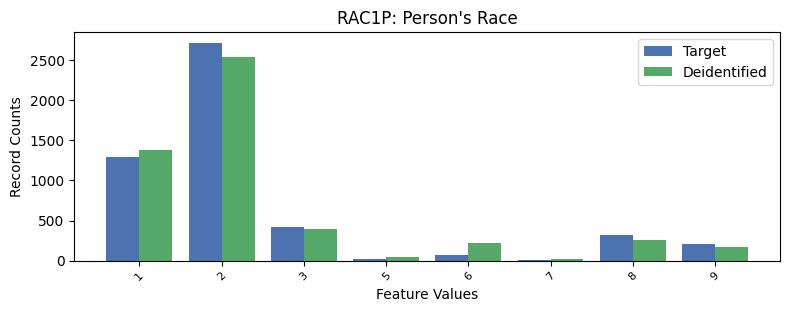 RAC1P: Person's Race
Target
Deidentified
Record Counts
2500
2000
1500
1000
500
0
1 2 3 5 6 7 8 9
Feature Values